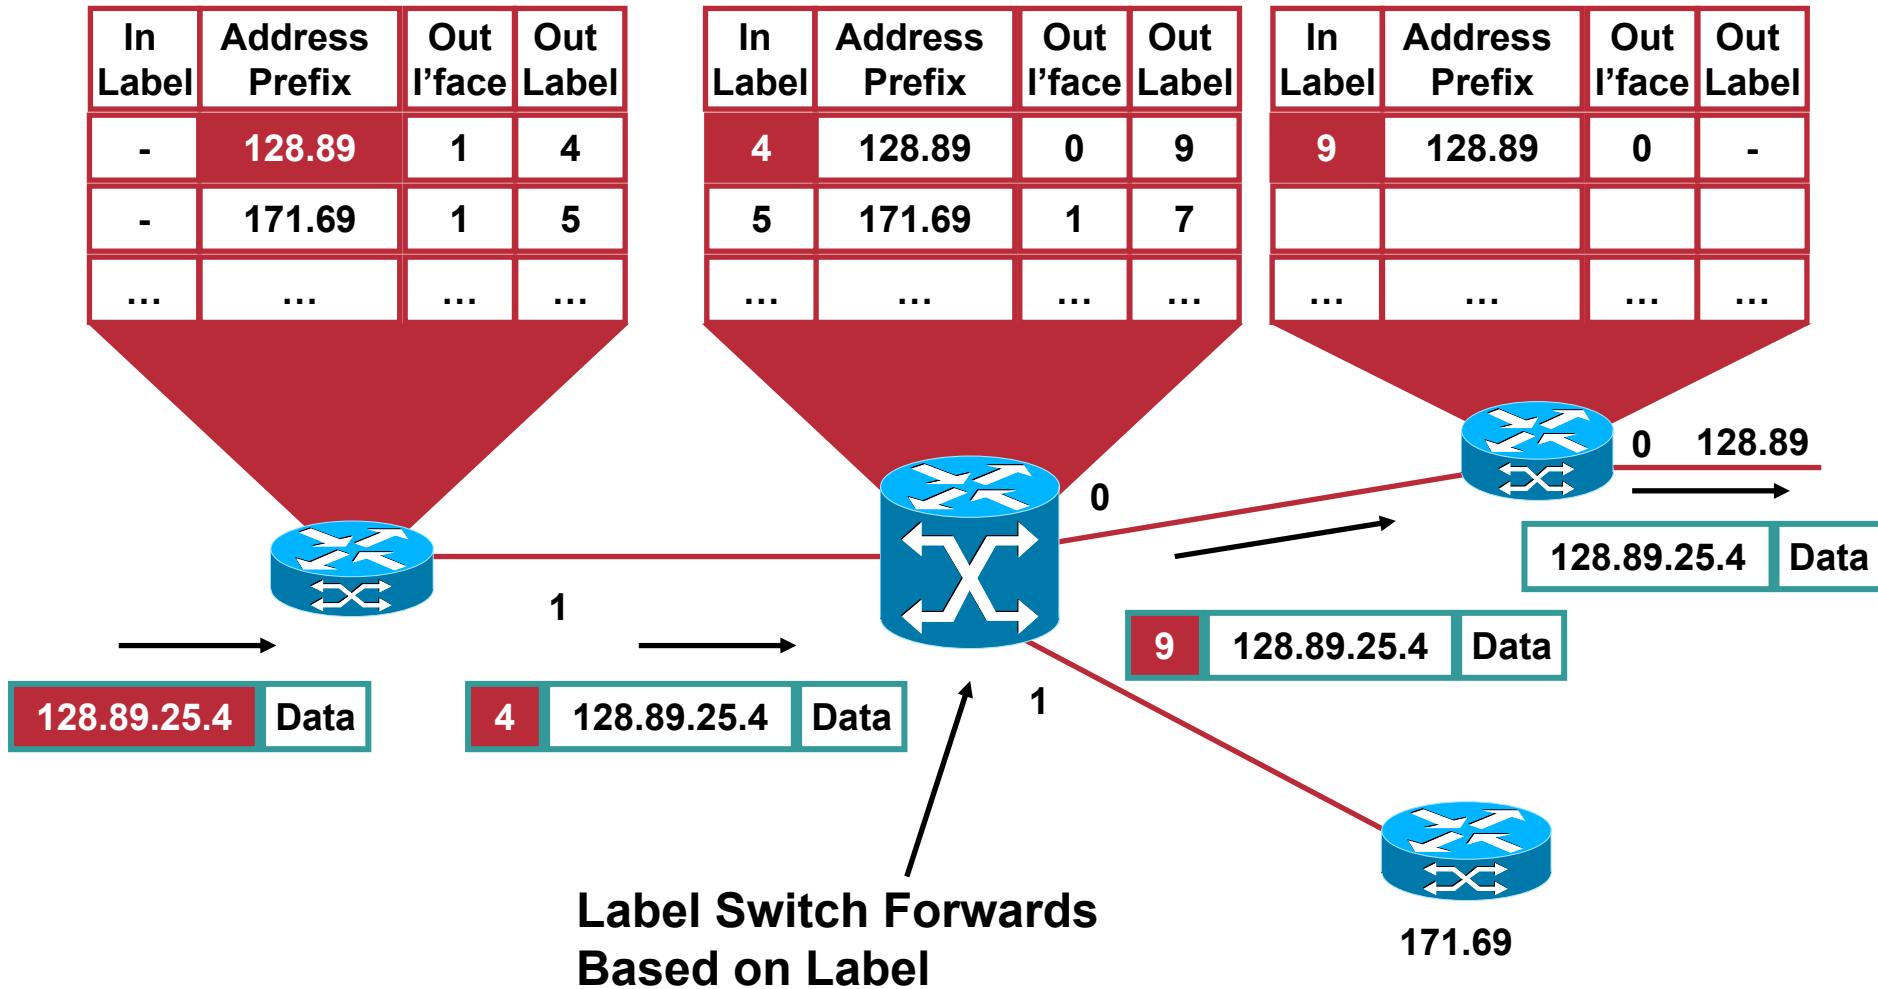 In Label Address Prefix Out I'face Out Label
- 128.89 1 4
- 171.69 1 5
... ... ... ...
In Label Address Prefix Out I'face Out Label
4 128.89 0 9
5 171.69 1 7
... ... ... ...
In Label Address Prefix Out I'face Out Label
9 128.89 0 -
... ... ... ...
0 128.89
0
128.89.25.4 Data
1
9 128.89.25.4 Data
128.89.25.4 Data
4 128.89.25.4 Data
1
Label Switch Forwards
Based on Label
171.69